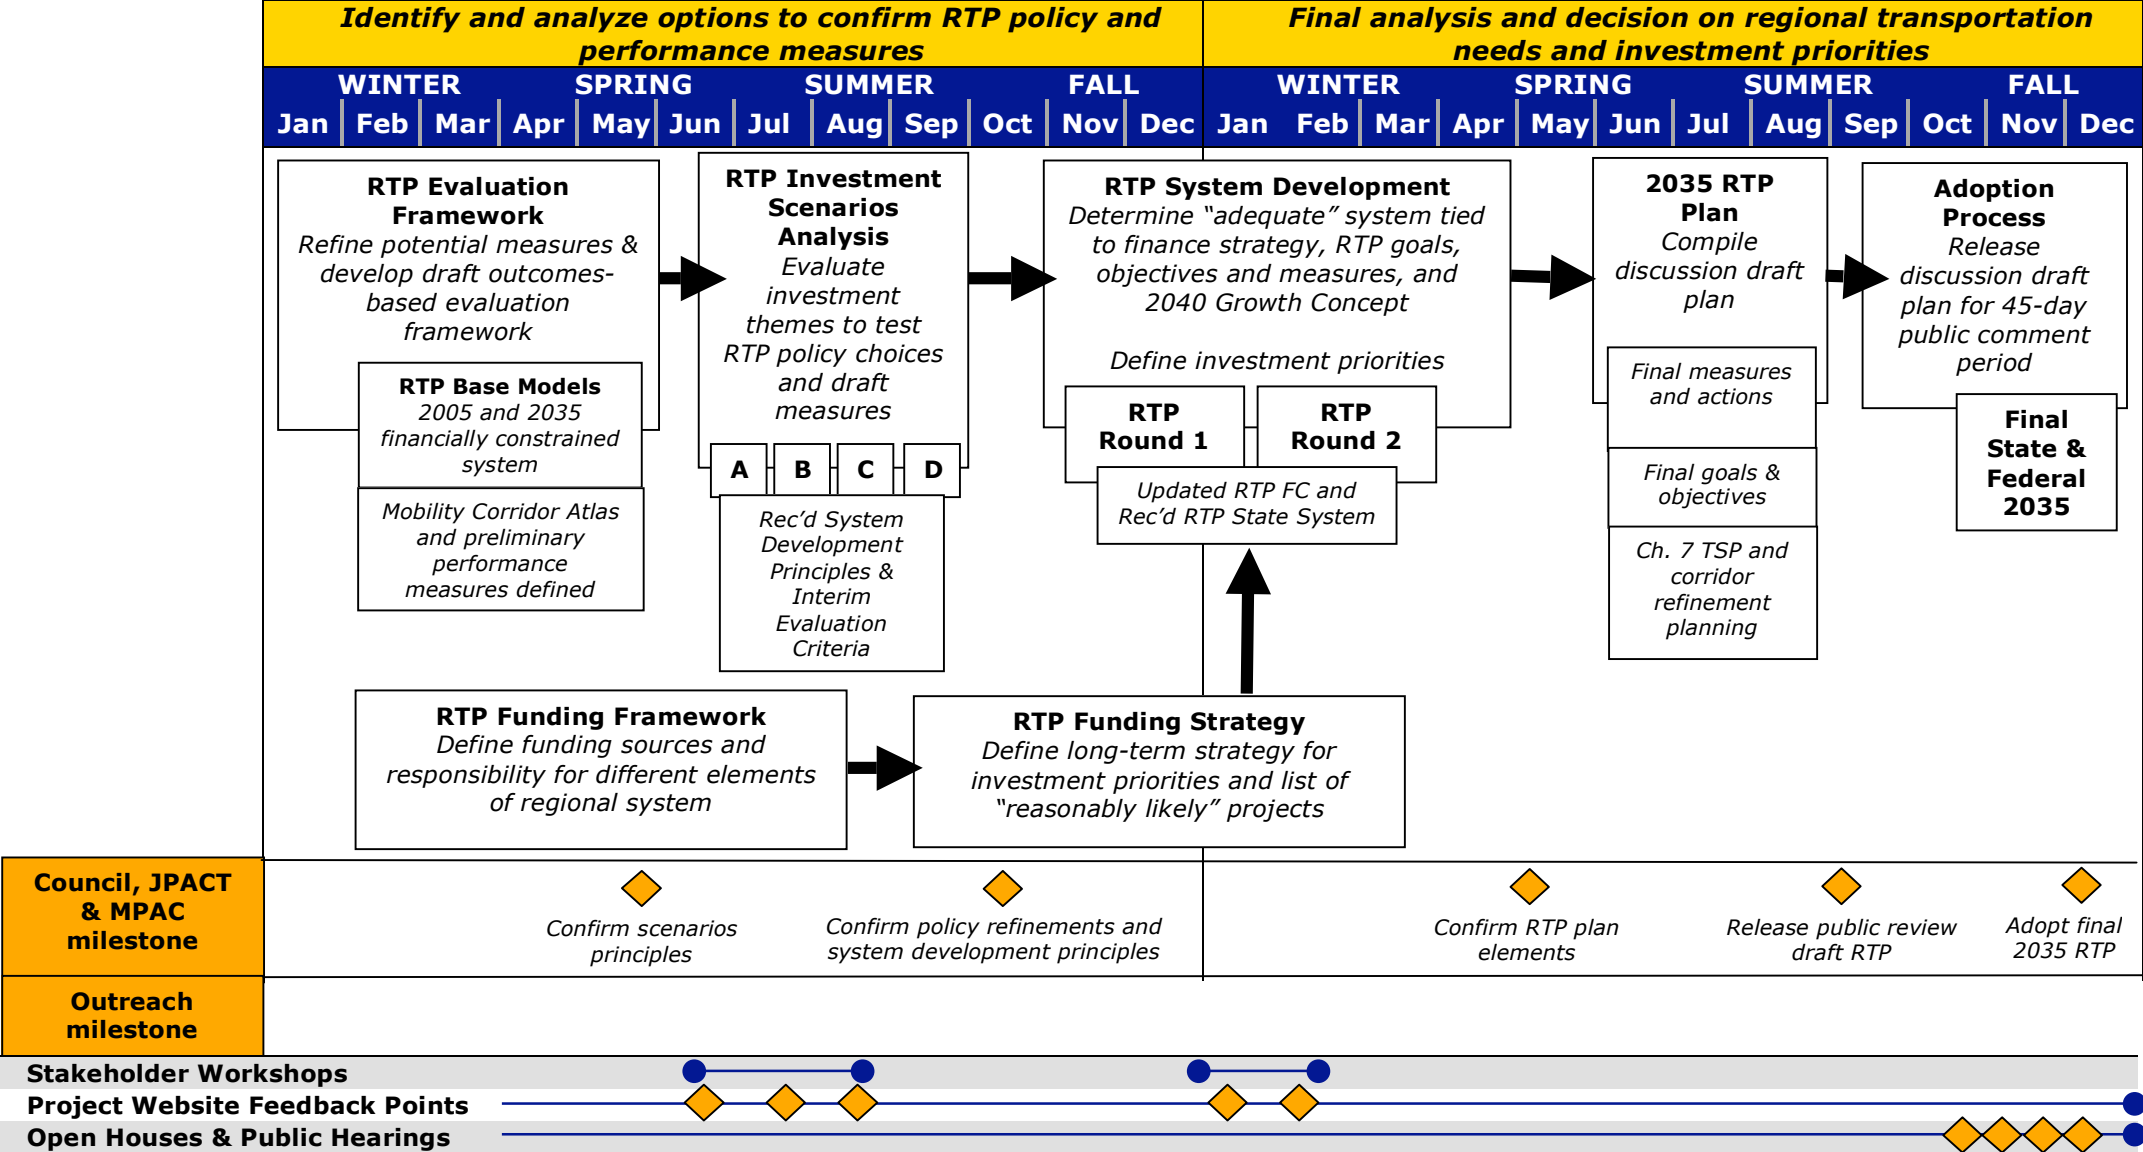 Identify and analyze options to confirm RTP policy and
performance measures
Final analysis and decision on regional transportation
needs and investment priorities
WINTER SPRING SUMMER FALL WINTER SPRING SUMMER FALL
Jan Feb Mar Apr May Jun Jul Aug Sep Oct Nov Dec Jan Feb Mar Apr May Jun Jul Aug Sep Oct Nov Dec
RTP Evaluation
Framework
Refine potential measures &
develop draft outcomes-
based evaluation
framework
RTP Base Models
2005 and 2035
financially constrained
system
Mobility Corridor Atlas
and preliminary
performance
measures defined
RTP Investment
Scenarios
Analysis
Evaluate
investment
themes to test
RTP policy choices
and draft
measures
A B C D
Rec’d System
Development
Principles &
Interim
Evaluation
Criteria
RTP System Development
Determine “adequate” system tied
to finance strategy, RTP goals,
objectives and measures, and
2040 Growth Concept
Define investment priorities
RTP
Round 1
RTP
Round 2
Updated RTP FC and
Rec’d RTP State System
2035 RTP
Plan
Compile
discussion draft
plan
Final measures
and actions
Final goals &
objectives
Ch. 7 TSP and
corridor
refinement
planning
Adoption
Process
Release
discussion draft
plan for 45-day
public comment
period
Final
State &
Federal
2035
RTP Funding Framework
Define funding sources and
responsibility for different elements
of regional system
RTP Funding Strategy
Define long-term strategy for
investment priorities and list of
“reasonably likely” projects
Council, JPACT
& MPAC
milestone
Confirm scenarios
principles
Confirm policy refinements and
system development principles
Confirm RTP plan
elements
Release public review
draft RTP
Adopt final
2035 RTP
Outreach
milestone
Stakeholder Workshops
Project Website Feedback Points
Open Houses & Public Hearings